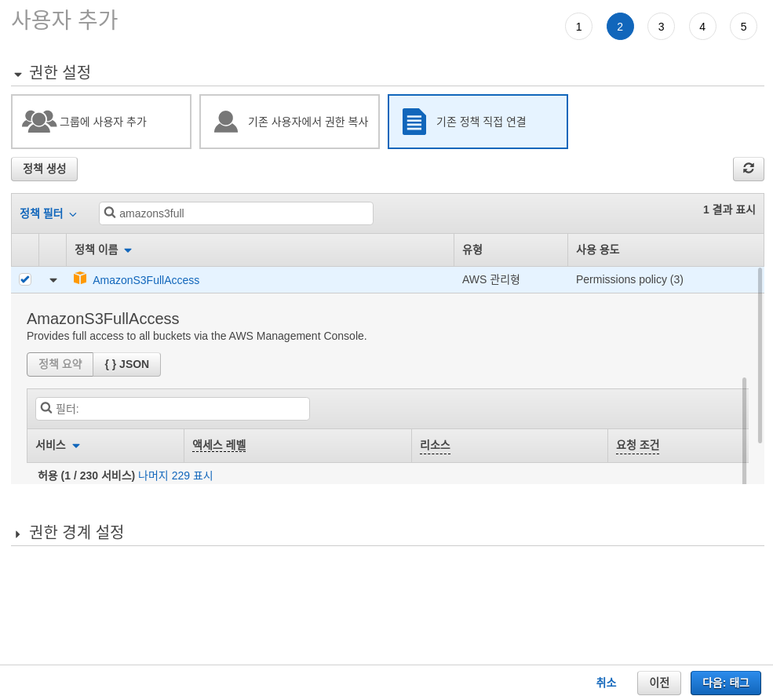 사용자 추가
1 2 3 4 5
권한 설정
그룹에 사용자 추가
기존 사용자에서 권한 복사
기존 정책 직접 연결
정책 생성
정책 필터
amazons3full
1 결과 표시
정책 이름 유형 사용 용도
AmazonS3FullAccess AWS 관리형 Permissions policy (3)
AmazonS3FullAccess
Provides full access to all buckets via the AWS Management Console.
정책 요약 { } JSON
필터:
서비스 액세스 레벨 리소스 요청 조건
허용 (1 / 230 서비스) 나머지 229 표시
권한 경계 설정
취소 이전 다음: 태그